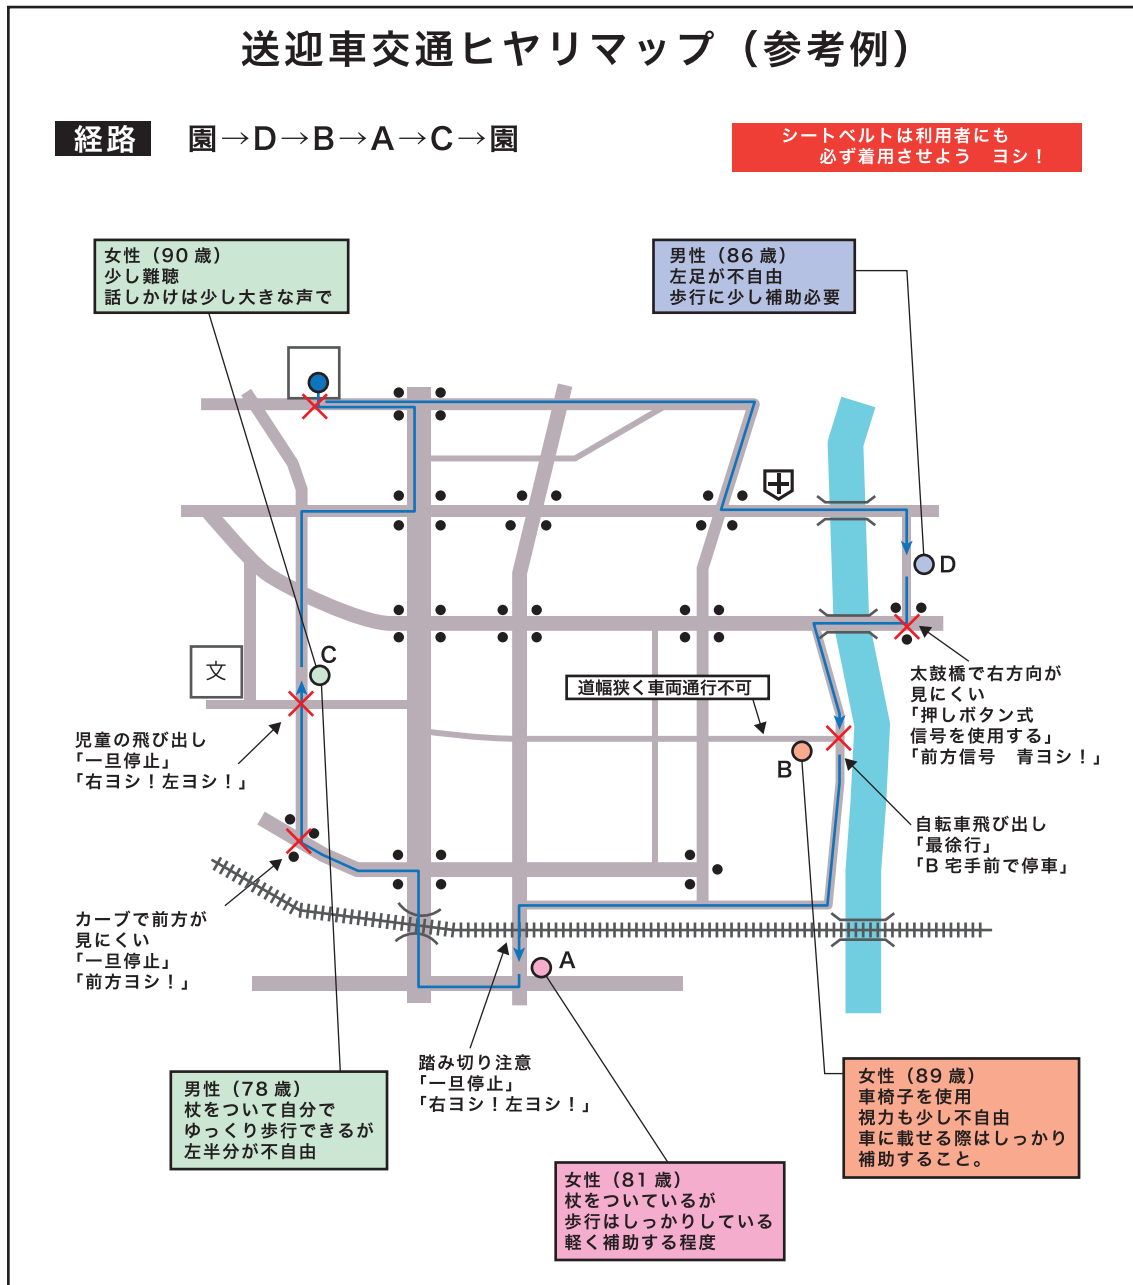 送迎車交通ヒヤリマップ（参考例）
経路　園→D→B→A→C→園
シートベルトは利用者にも
必ず着用させよう　ヨシ！
女性（90 歳）
少し難聴
話しかけは少し大きな声で
男性（86 歳）
左足が不自由
歩行に少し補助必要
D
C
文
太鼓橋で右方向が
見にくい
「押しボタン式
信号を使用する」
「前方信号　青ヨシ！」
道幅狭く車両通行不可
児童の飛び出し
「一旦停止」
「右ヨシ！左ヨシ！」
B
自転車飛び出し
「最徐行」
「B 宅手前で停車」
カーブで前方が
見にくい
「一旦停止」
「前方ヨシ！」
A
踏み切り注意
「一旦停止」
「右ヨシ！左ヨシ！」
男性（78 歳）
杖をついて自分で
ゆっくり歩行できるが
左半分が不自由
女性（89 歳）
車椅子を使用
視力も少し不自由
車に載せる際はしっかり
補助すること。
女性（81 歳）
杖をついているが
歩行はしっかりしている
軽く補助する程度